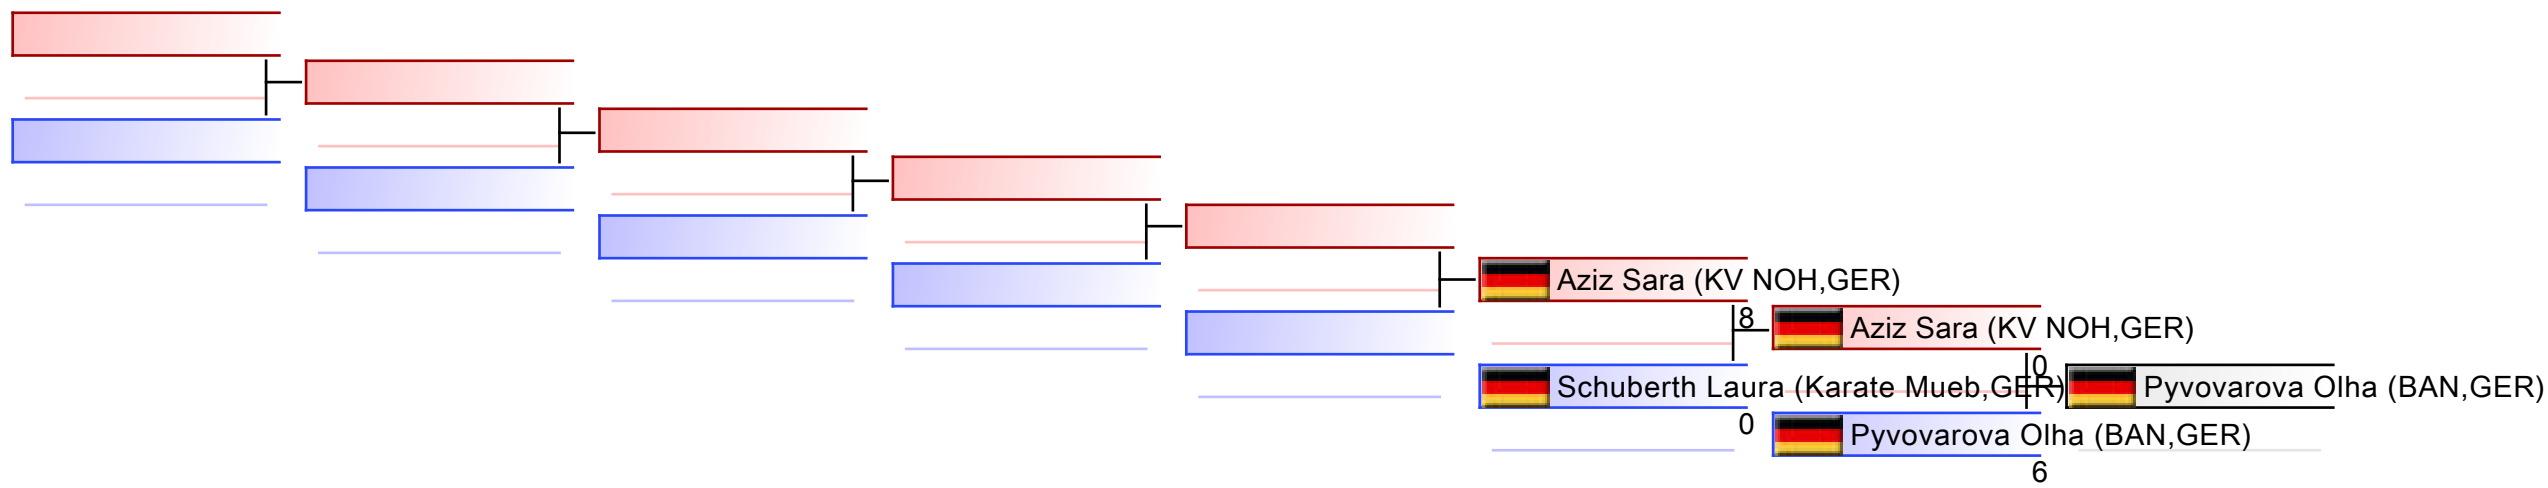 Aziz Sara (KV NOH,GER)
8
Aziz Sara (KV NOH,GER)
0
Schuberth Laura (Karate Mueb,GER)
Pyvovarova Olha (BAN,GER)
0
Pyvovarova Olha (BAN,GER)
6